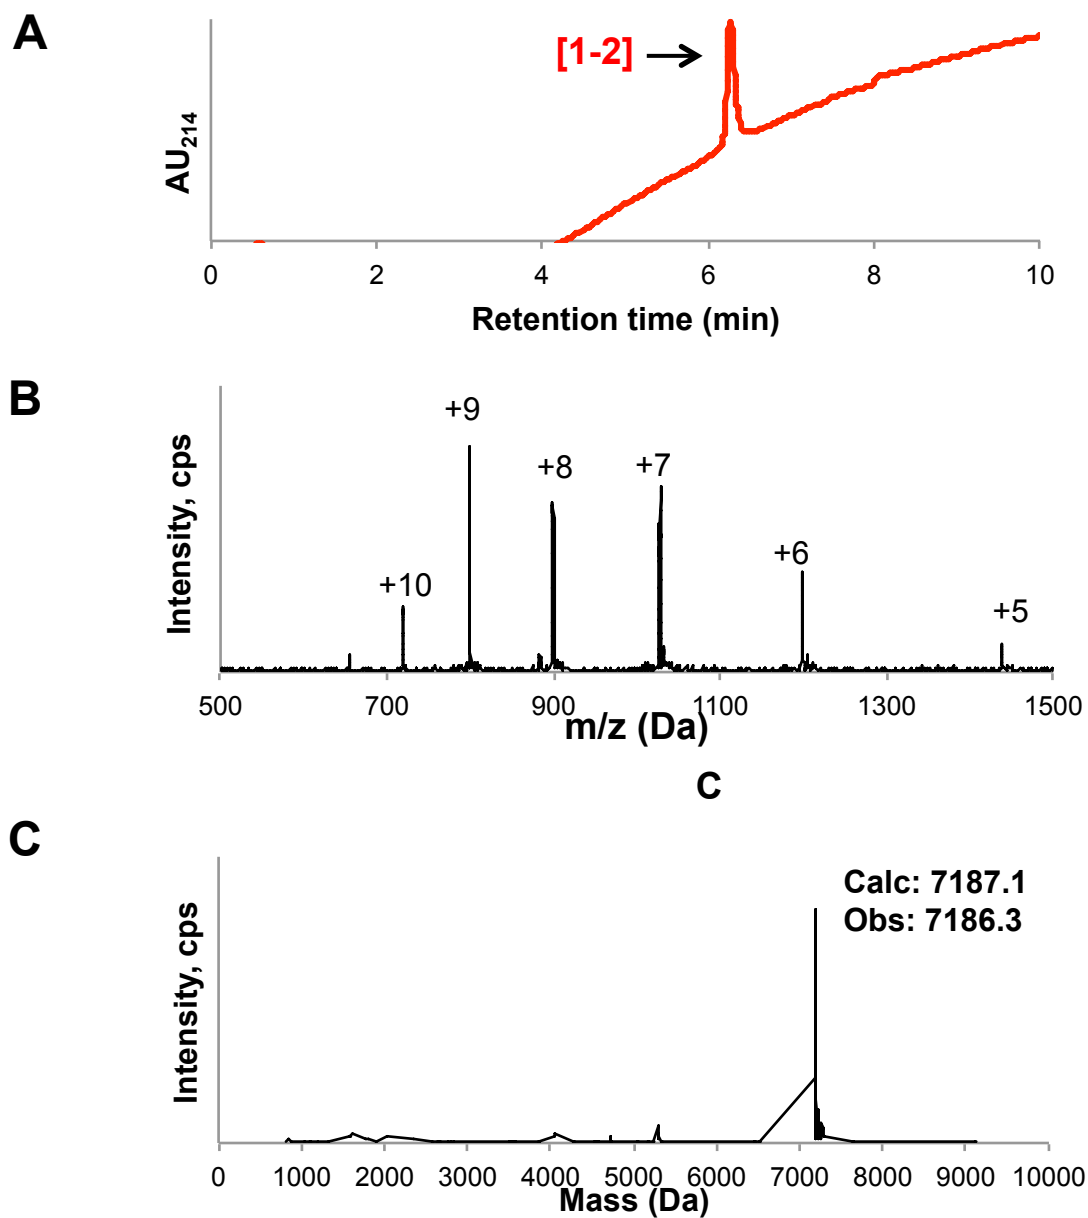 A
[1-2]
AU214
0 2 4 6 8 10
Retention time (min)
B
+10
+9
+8
+7
+6
+5
Intensity, cps
500 700 900 1100 1300 1500
m/z (Da)
C
C
Calc: 7187.1
Obs: 7186.3
Intensity, cps
0 1000 2000 3000 4000 5000 6000 7000 8000 9000 10000
Mass (Da)